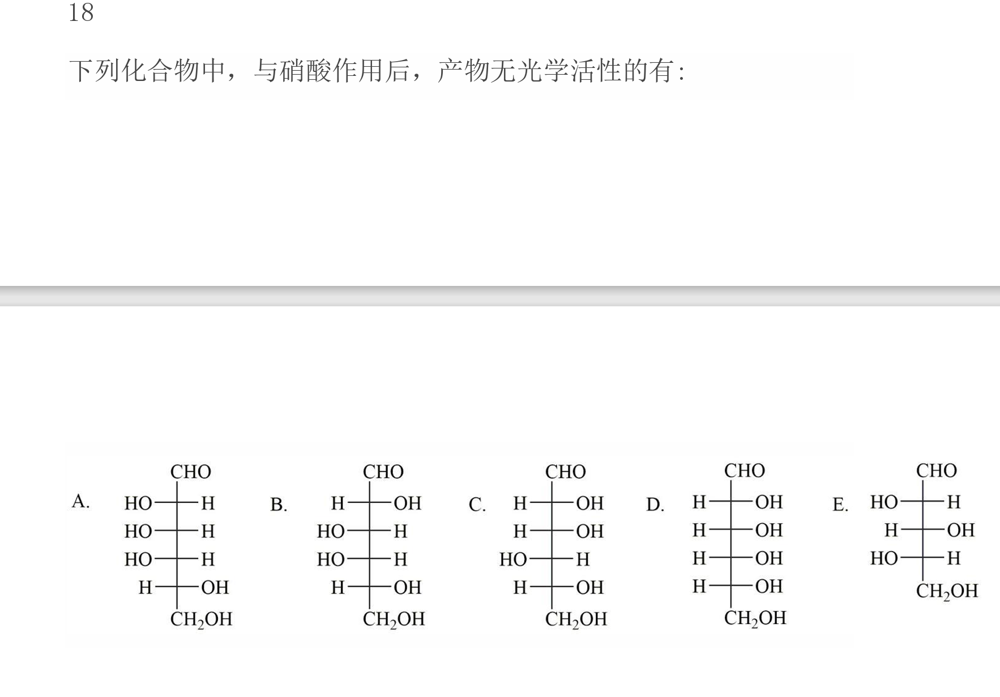 18
下列化合物中，与硝酸作用后，产物无光学活性的有：
CHO CHO CHO CHO CHO
A. HO H B. H OH C. H OH D. H OH E. HO H
HO H HO H H OH H OH H OH
HO H HO H HO H H OH HO H
H OH H OH H OH H OH CH₂OH
CH₂OH CH₂OH CH₂OH CH₂OH